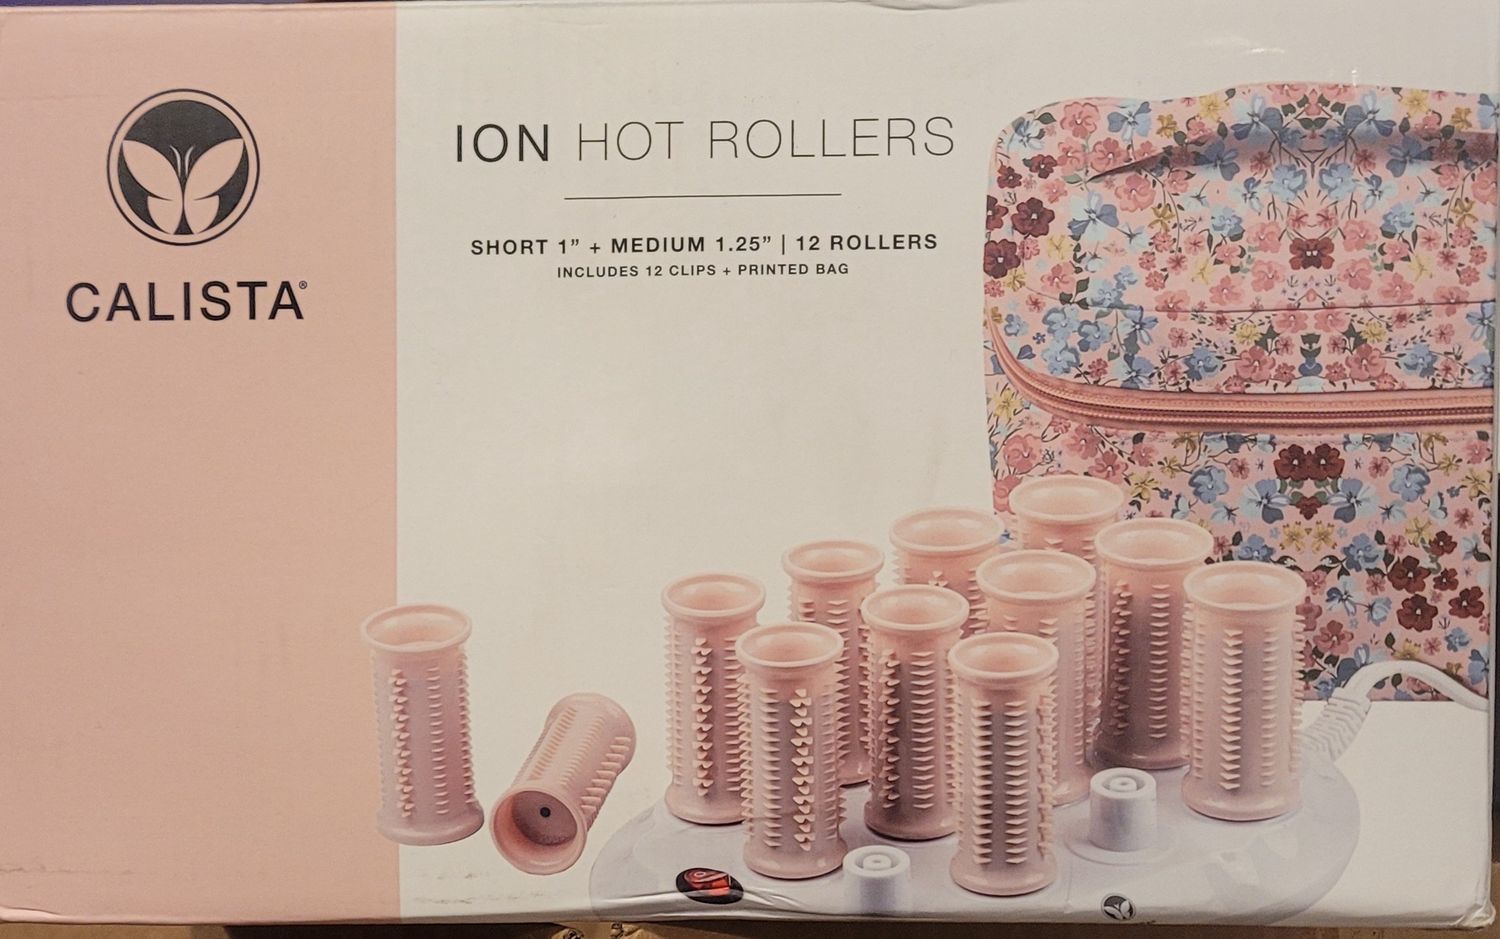 CALISTA®
ION HOT ROLLERS
SHORT 1” + MEDIUM 1.25” | 12 ROLLERS
INCLUDES 12 CLIPS + PRINTED BAG